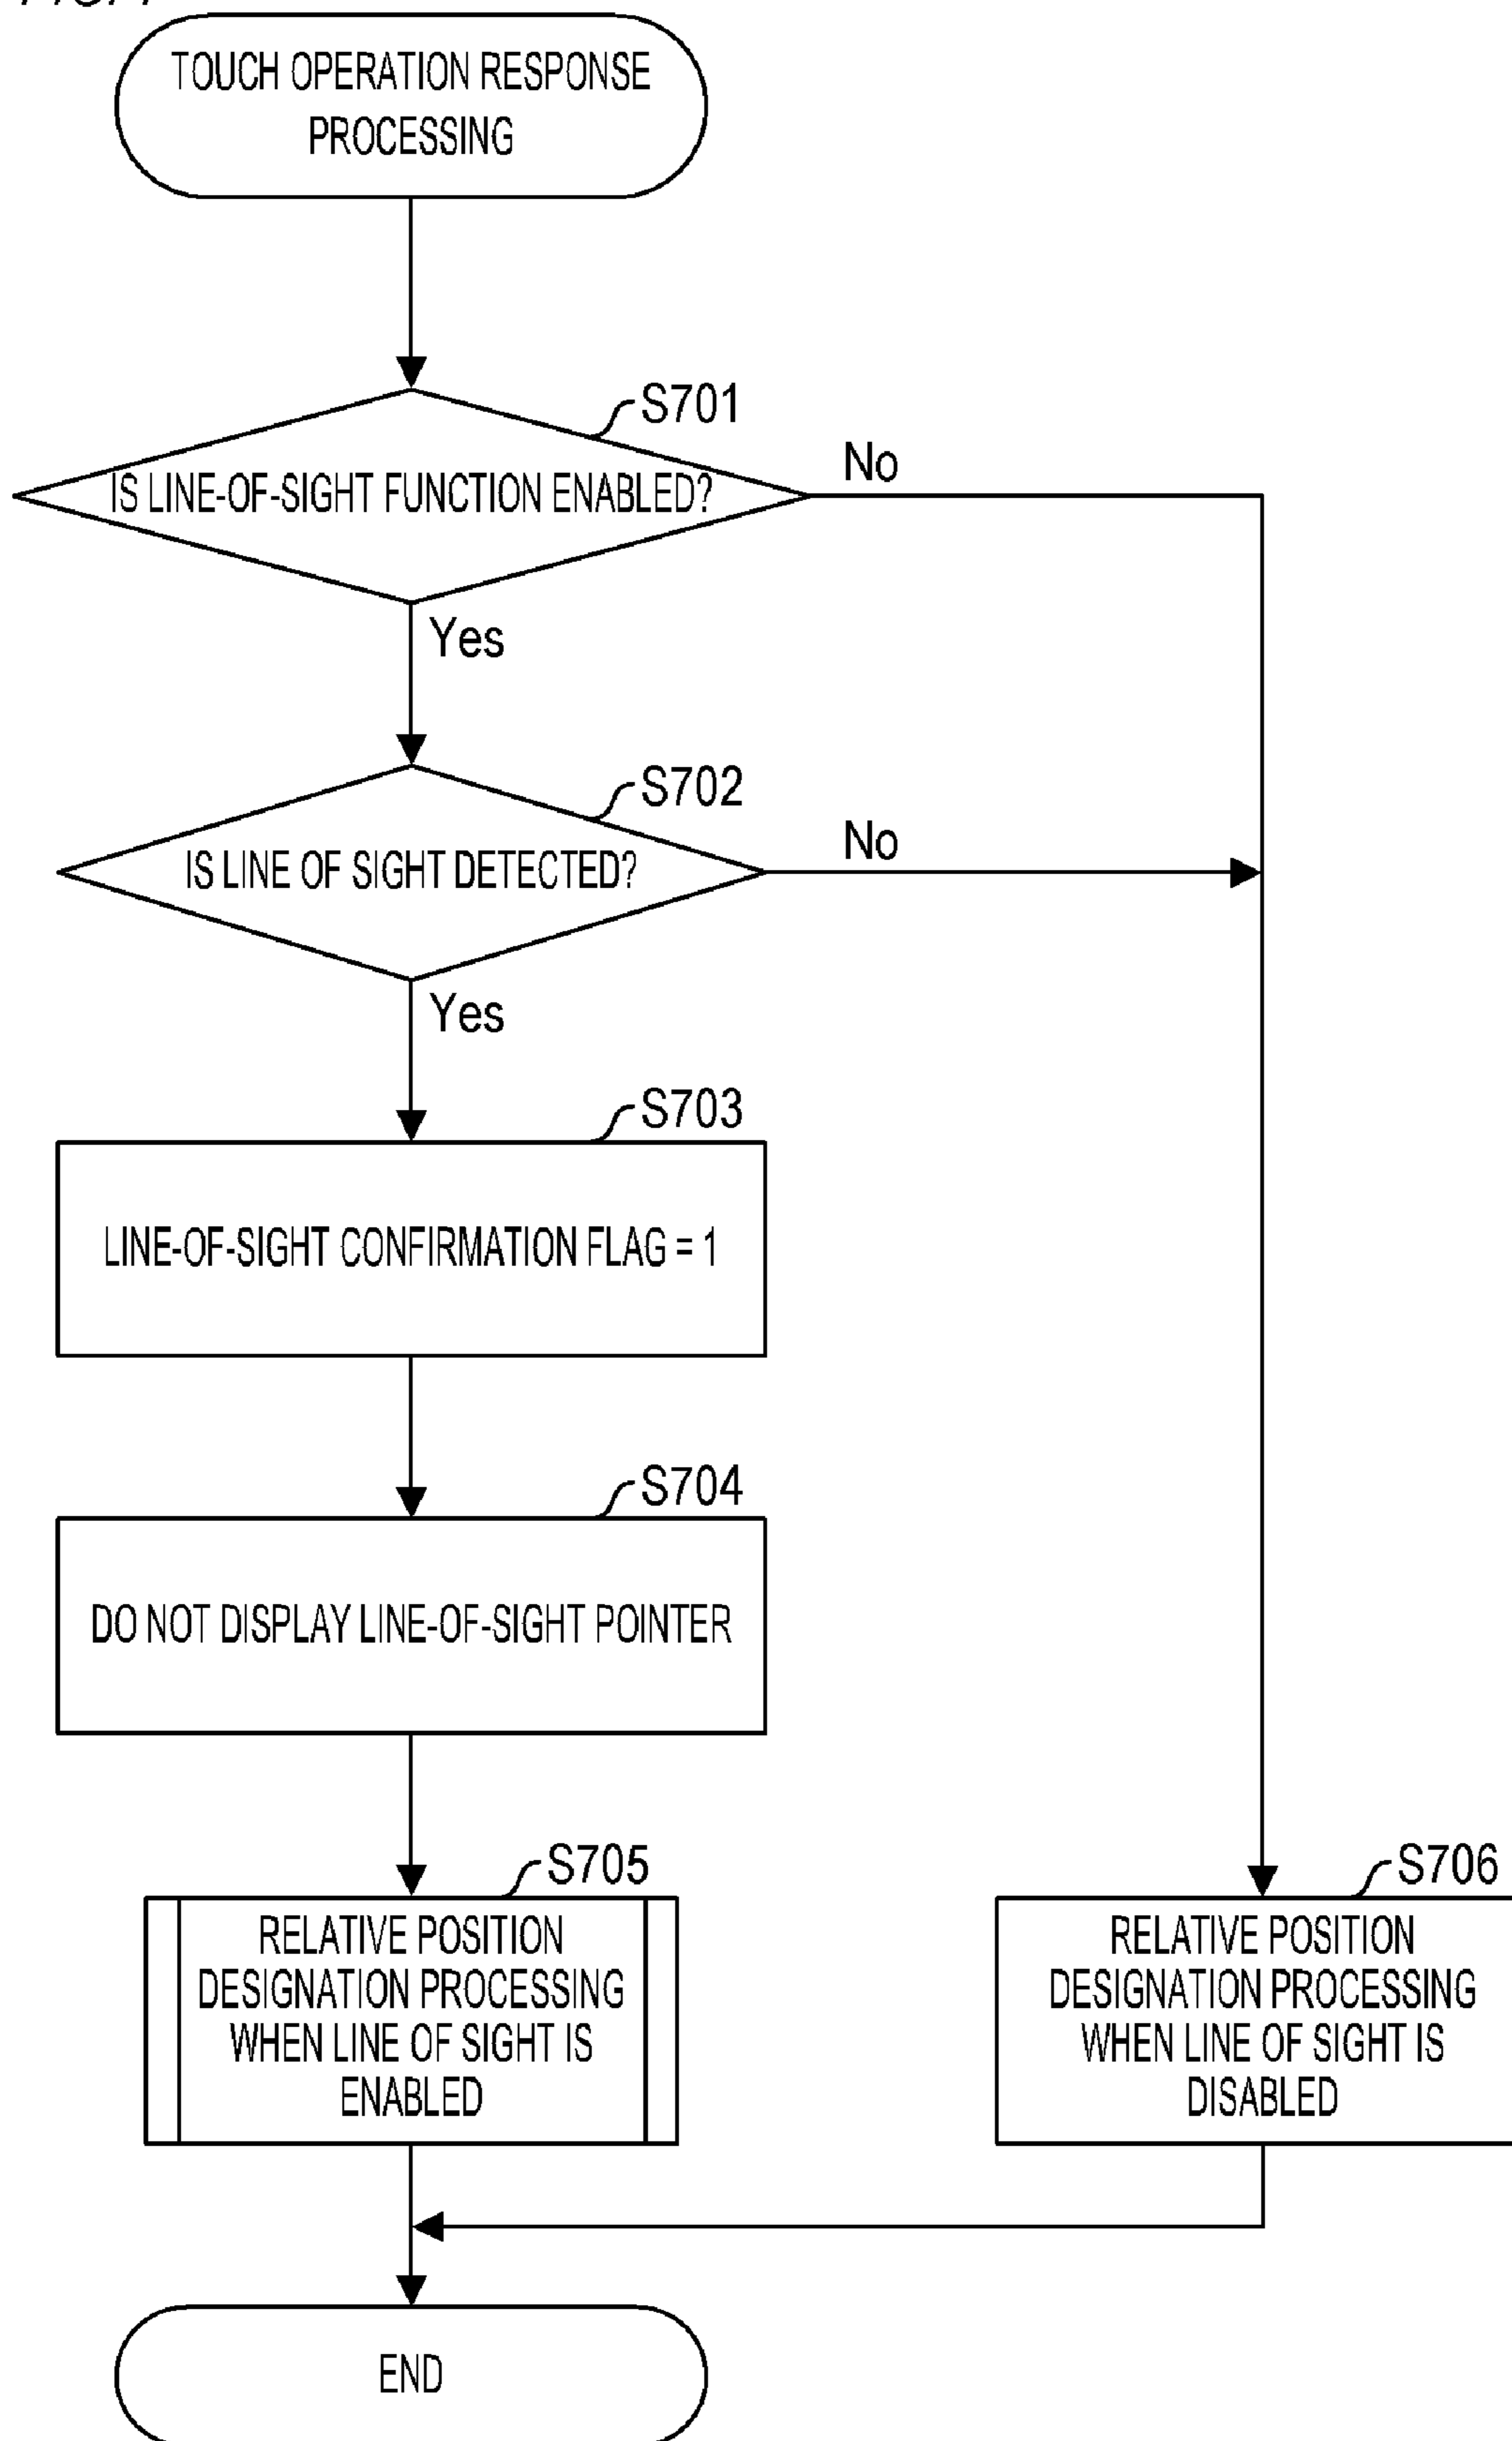 TOUCH OPERATION RESPONSE
PROCESSING
S701
IS LINE-OF-SIGHT FUNCTION ENABLED?
No
Yes
S702
IS LINE OF SIGHT DETECTED?
No
Yes
S703
LINE-OF-SIGHT CONFIRMATION FLAG = 1
S704
DO NOT DISPLAY LINE-OF-SIGHT POINTER
S705
RELATIVE POSITION
DESIGNATION PROCESSING
WHEN LINE OF SIGHT IS
ENABLED
S706
RELATIVE POSITION
DESIGNATION PROCESSING
WHEN LINE OF SIGHT IS
DISABLED
END